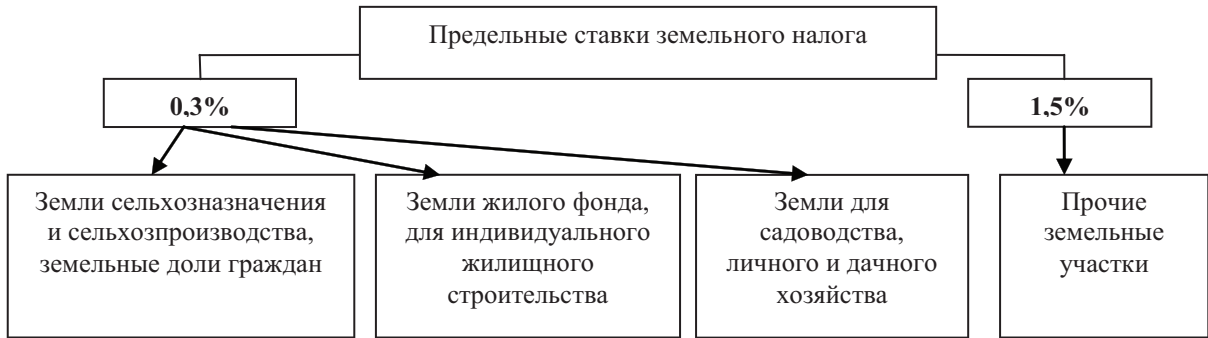 Предельные ставки земельного налога
0,3%
1,5%
Земли сельхозназначения
и сельхозпроизводства,
земельные доли граждан
Земли жилого фонда,
для индивидуального
жилищного
строительства
Земли для
садоводства,
личного и дачного
хозяйства
Прочие
земельные
участки